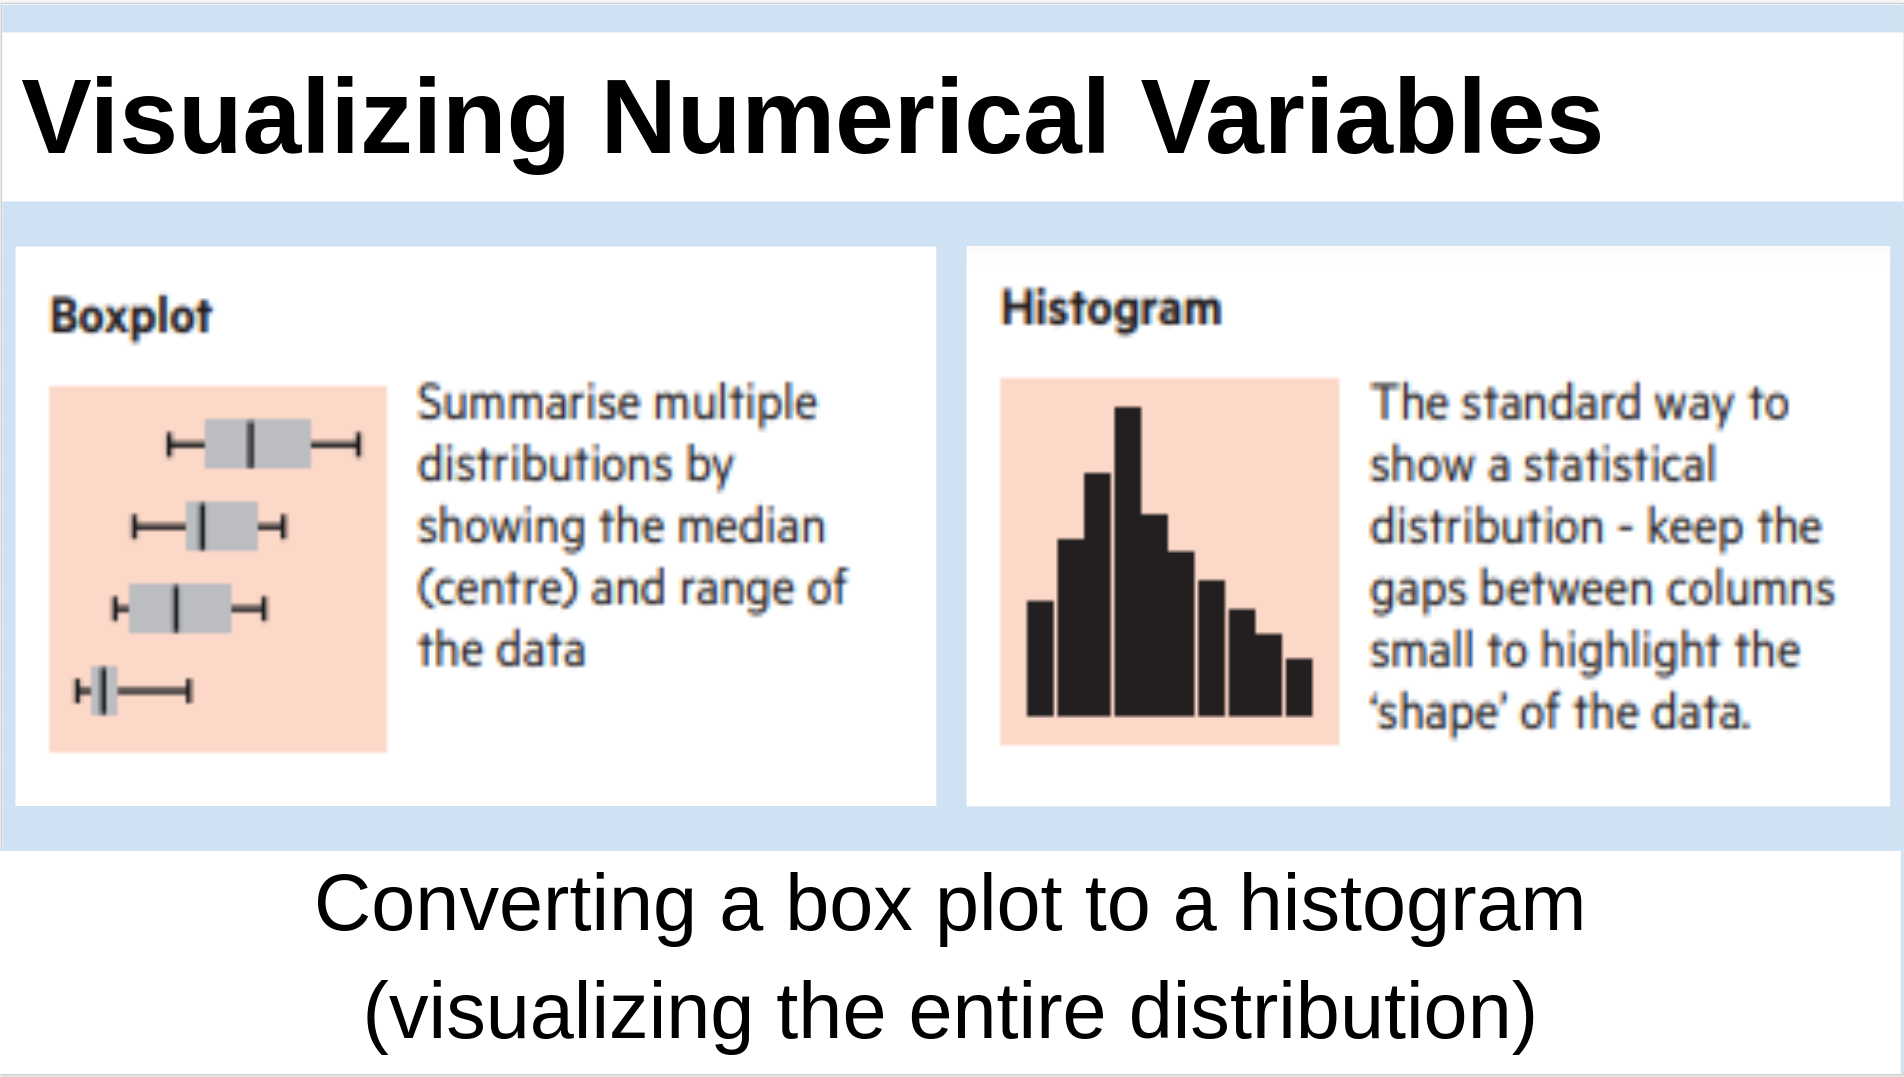 Visualizing Numerical Variables
Boxplot
Summarise multiple
distributions by
showing the median
(centre) and range of
the data
Histogram
The standard way to
show a statistical
distribution - keep the
gaps between columns
small to highlight the
‘shape’ of the data.
Converting a box plot to a histogram
(visualizing the entire distribution)